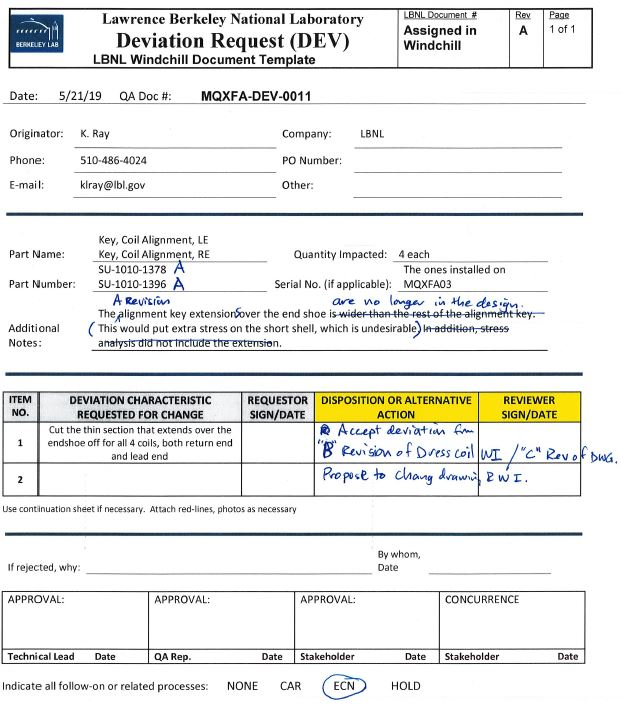 BERKELEY LAB
Lawrence Berkeley National Laboratory
Deviation Request (DEV)
LBNL Windchill Document Template
LBNL Document #
Assigned in
Windchill
Rev
A
Page
1 of 1
Date: 5/21/19 QA Doc #: MQXFA-DEV-0011
Originator: K. Ray Company: LBNL
Phone: 510-486-4024 PO Number:
E-mail: klray@lbl.gov Other:
Key, Coil Alignment, LE
Part Name: Key, Coil Alignment, RE Quantity Impacted: 4 each
SU-1010-1378 A The ones installed on
Part Number: SU-1010-1396 A Serial No. (if applicable): MQXFA03
A Revision are no longer in the design.
The alignment key extensions over the end shoe is wider than the rest of the alignment key.
Additional (This would put extra stress on the short shell, which is undesirable.) In addition, stress
Notes: analysis did not include the extension.
ITEM NO. DEVIATION CHARACTERISTIC REQUESTED FOR CHANGE REQUESTOR SIGN/DATE DISPOSITION OR ALTERNATIVE ACTION REVIEWER SIGN/DATE
1 Cut the thin section that extends over the
endshoe off for all 4 coils, both return end
and lead end
Accept deviation for
"B" Revision of Dress coil WI / "C" Rev of DWG.
2 Propose to chang drawing & WI.
Use continuation sheet if necessary. Attach red-lines, photos as necessary
If rejected, why: By whom, Date
APPROVAL: APPROVAL: APPROVAL: CONCURRENCE
Technical Lead Date QA Rep. Date Stakeholder Date Stakeholder Date
Indicate all follow-on or related processes: NONE CAR ECN HOLD